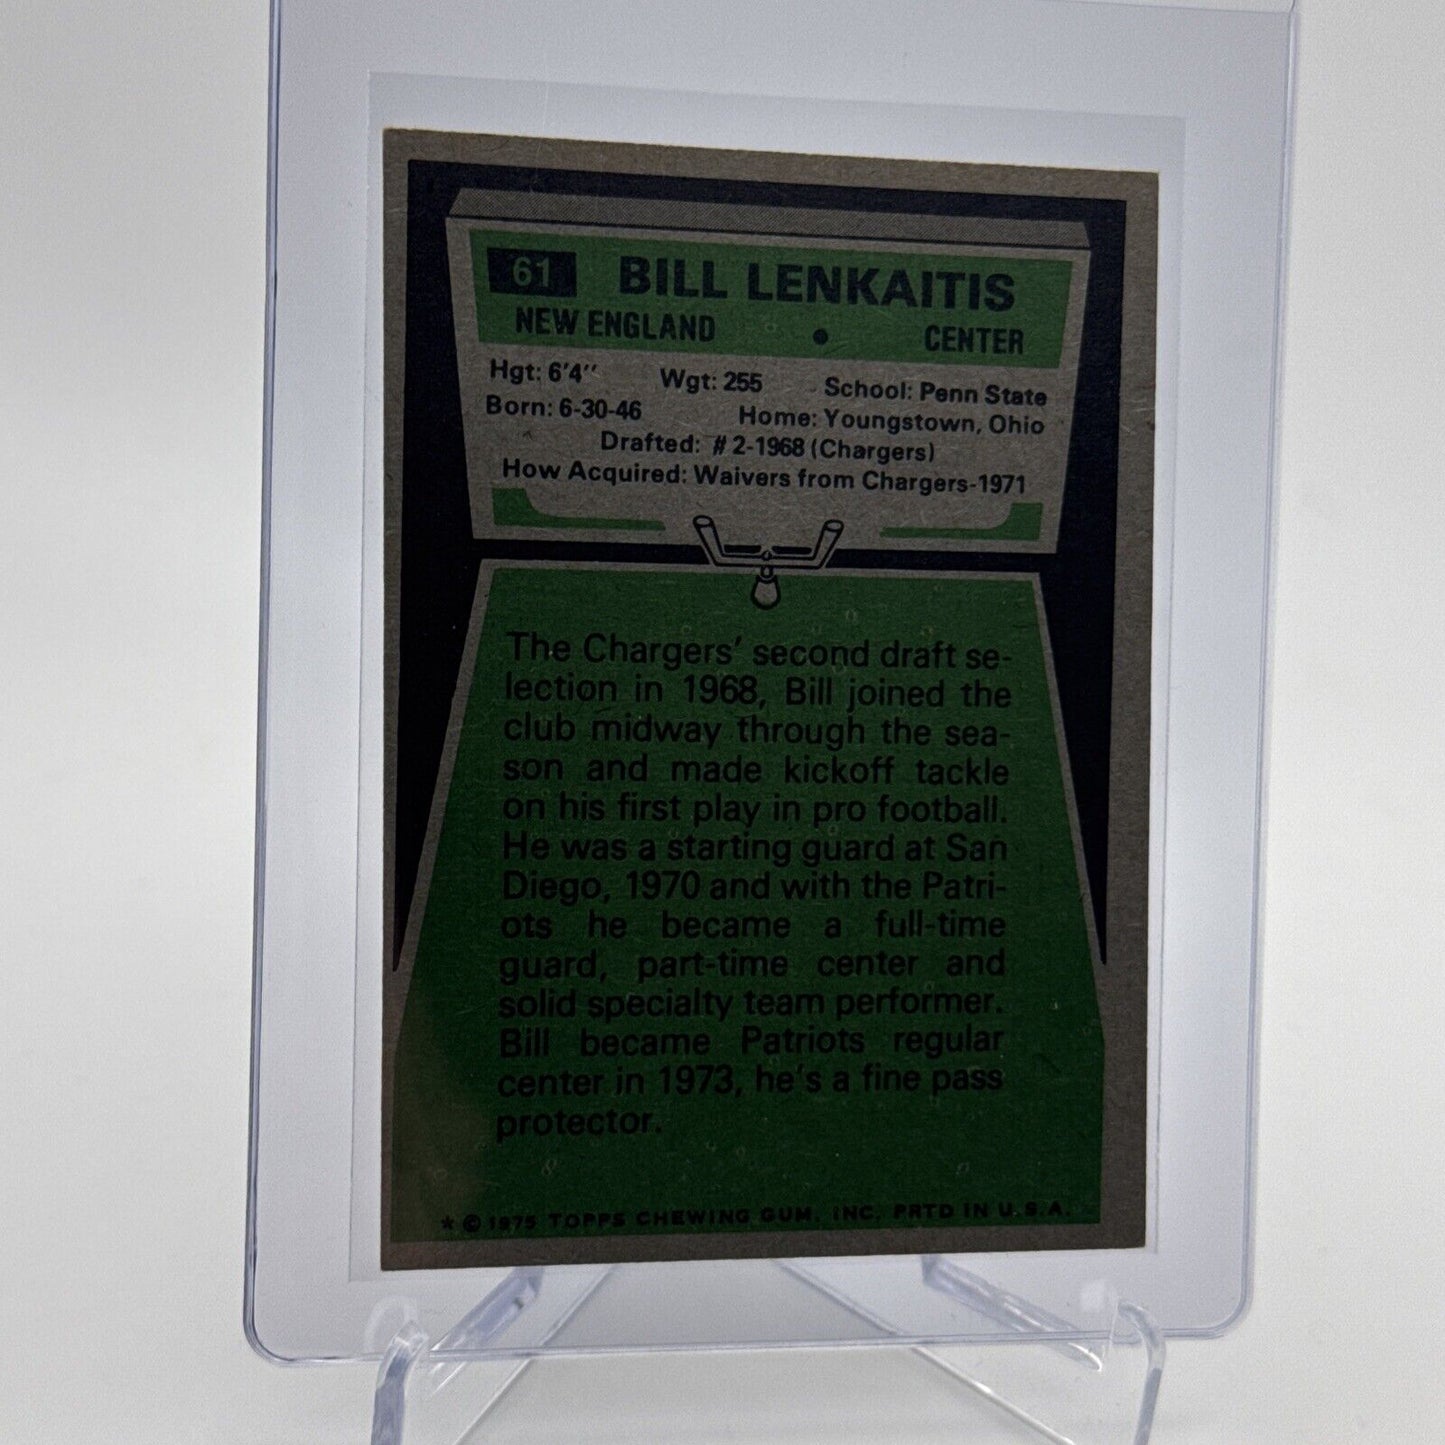 61 BILL LENKAITIS
NEW ENGLAND • CENTER
Hgt: 6'4" Wgt: 255 School: Penn State
Born: 6-30-46 Home: Youngstown, Ohio
Drafted: #2-1968 (Chargers)
How Acquired: Waivers from Chargers-1971
The Chargers' second draft se-
lection in 1968, Bill joined the
club midway through the sea-
son and made kickoff tackle
on his first play in pro football.
He was a starting guard at San
Diego, 1970 and with the Patri-
ots he became a full-time
guard, part-time center and
solid specialty team performer.
Bill became Patriots regular
center in 1973, he's a fine pass
protector.
* © 1975 TOPPS CHEWING GUM, INC. PRTD IN U.S.A.